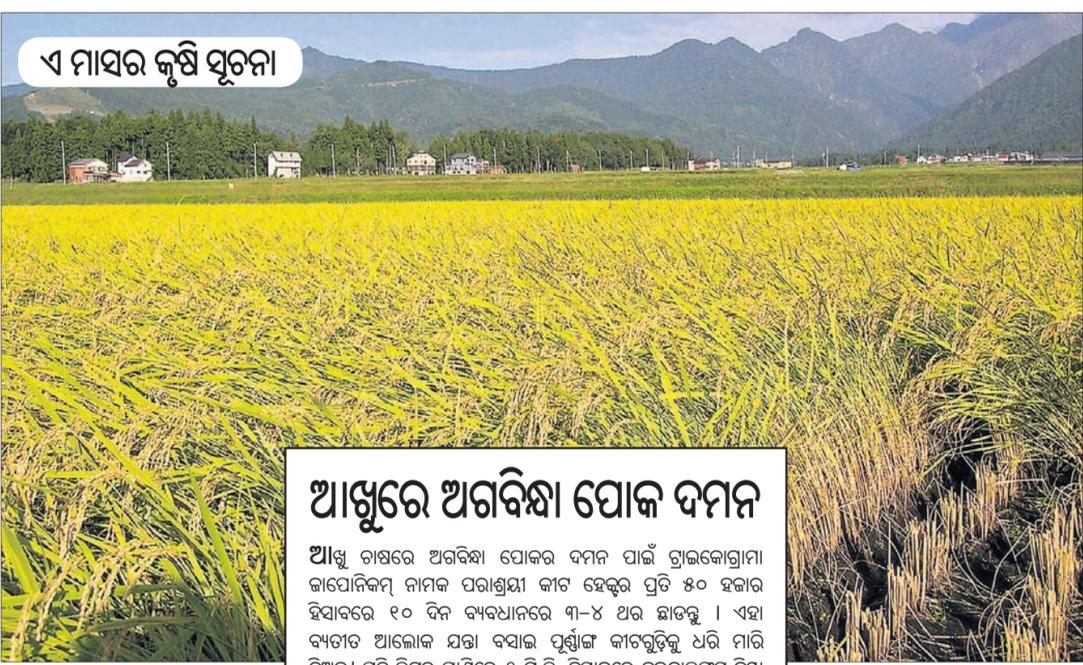 ଏ ମାସର କୃଷି ସୂଚନା
ଆଖୁରେ ଅଗବିନ୍ଧା ପୋକ ଦମନ
ଆଖୁ ଚାଷରେ ଅଗବିନ୍ଧା ପୋକର ଦମନ ପାଇଁ ଟ୍ରାଇକୋଗ୍ରାମା
ଜାପୋନିକମ୍ ନାମକ ପରାଶ୍ରୟୀ କୀଟ ହେକ୍ଟର ପ୍ରତି ୫୦ ହଜାର
ହିସାବରେ ୧୦ ଦିନ ବ୍ୟବଧାନରେ ୩-୪ ଥର ଛାଡନ୍ତୁ । ଏହା
ବ୍ୟତୀତ ଆଲୋକ ଯନ୍ତା ବସାଇ ପୂର୍ଣ୍ଣାଙ୍ଗ କୀଟଗୁଡ଼ିକୁ ଧରି ମାରି